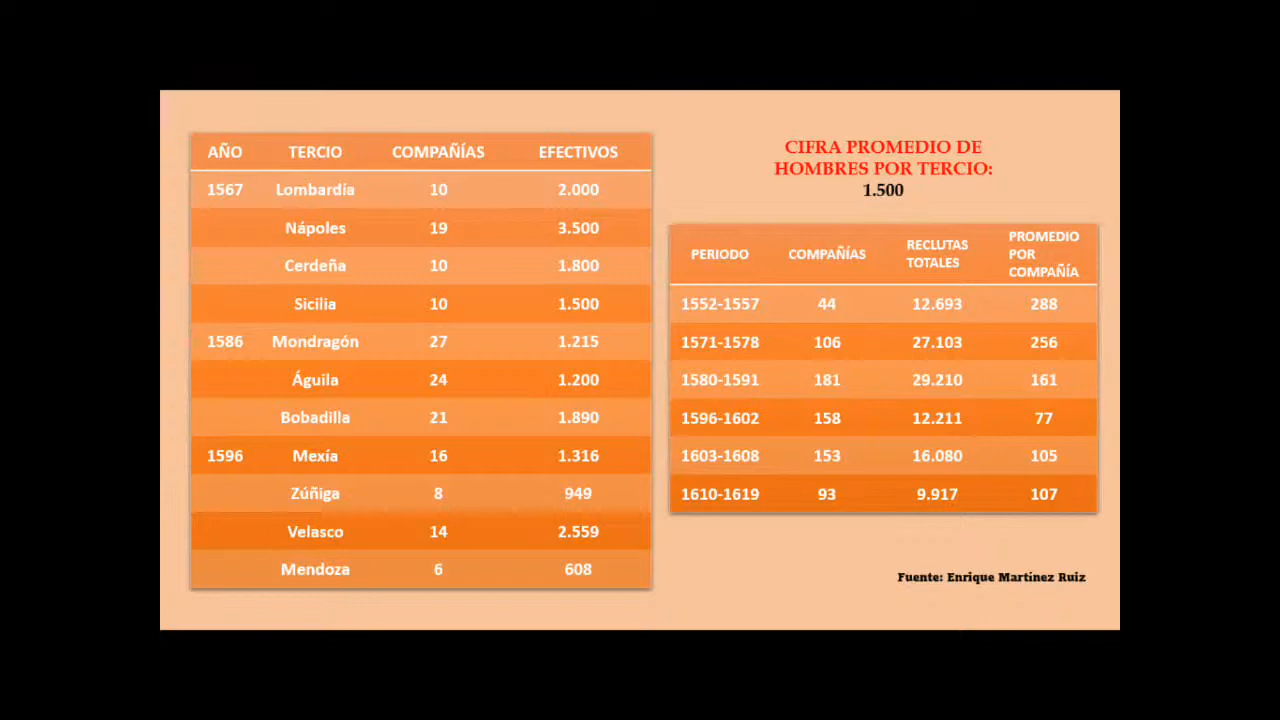 AÑO TERCIO COMPAÑÍAS EFECTIVOS
1567 Lombardía 10 2.000
Nápoles 19 3.500
Cerdeña 10 1.800
Sicilia 10 1.500
1586 Mondragón 27 1.215
Águila 24 1.200
Bobadilla 21 1.890
1596 Mexía 16 1.316
Zúñiga 8 949
Velasco 14 2.559
Mendoza 6 608
CIFRA PROMEDIO DE
HOMBRES POR TERCIO:
1.500
PERIODO COMPAÑÍAS RECLUTAS TOTALES PROMEDIO POR COMPAÑÍA
1552-1557 44 12.693 288
1571-1578 106 27.103 256
1580-1591 181 29.210 161
1596-1602 158 12.211 77
1603-1608 153 16.080 105
1610-1619 93 9.917 107
Fuente: Enrique Martínez Ruiz